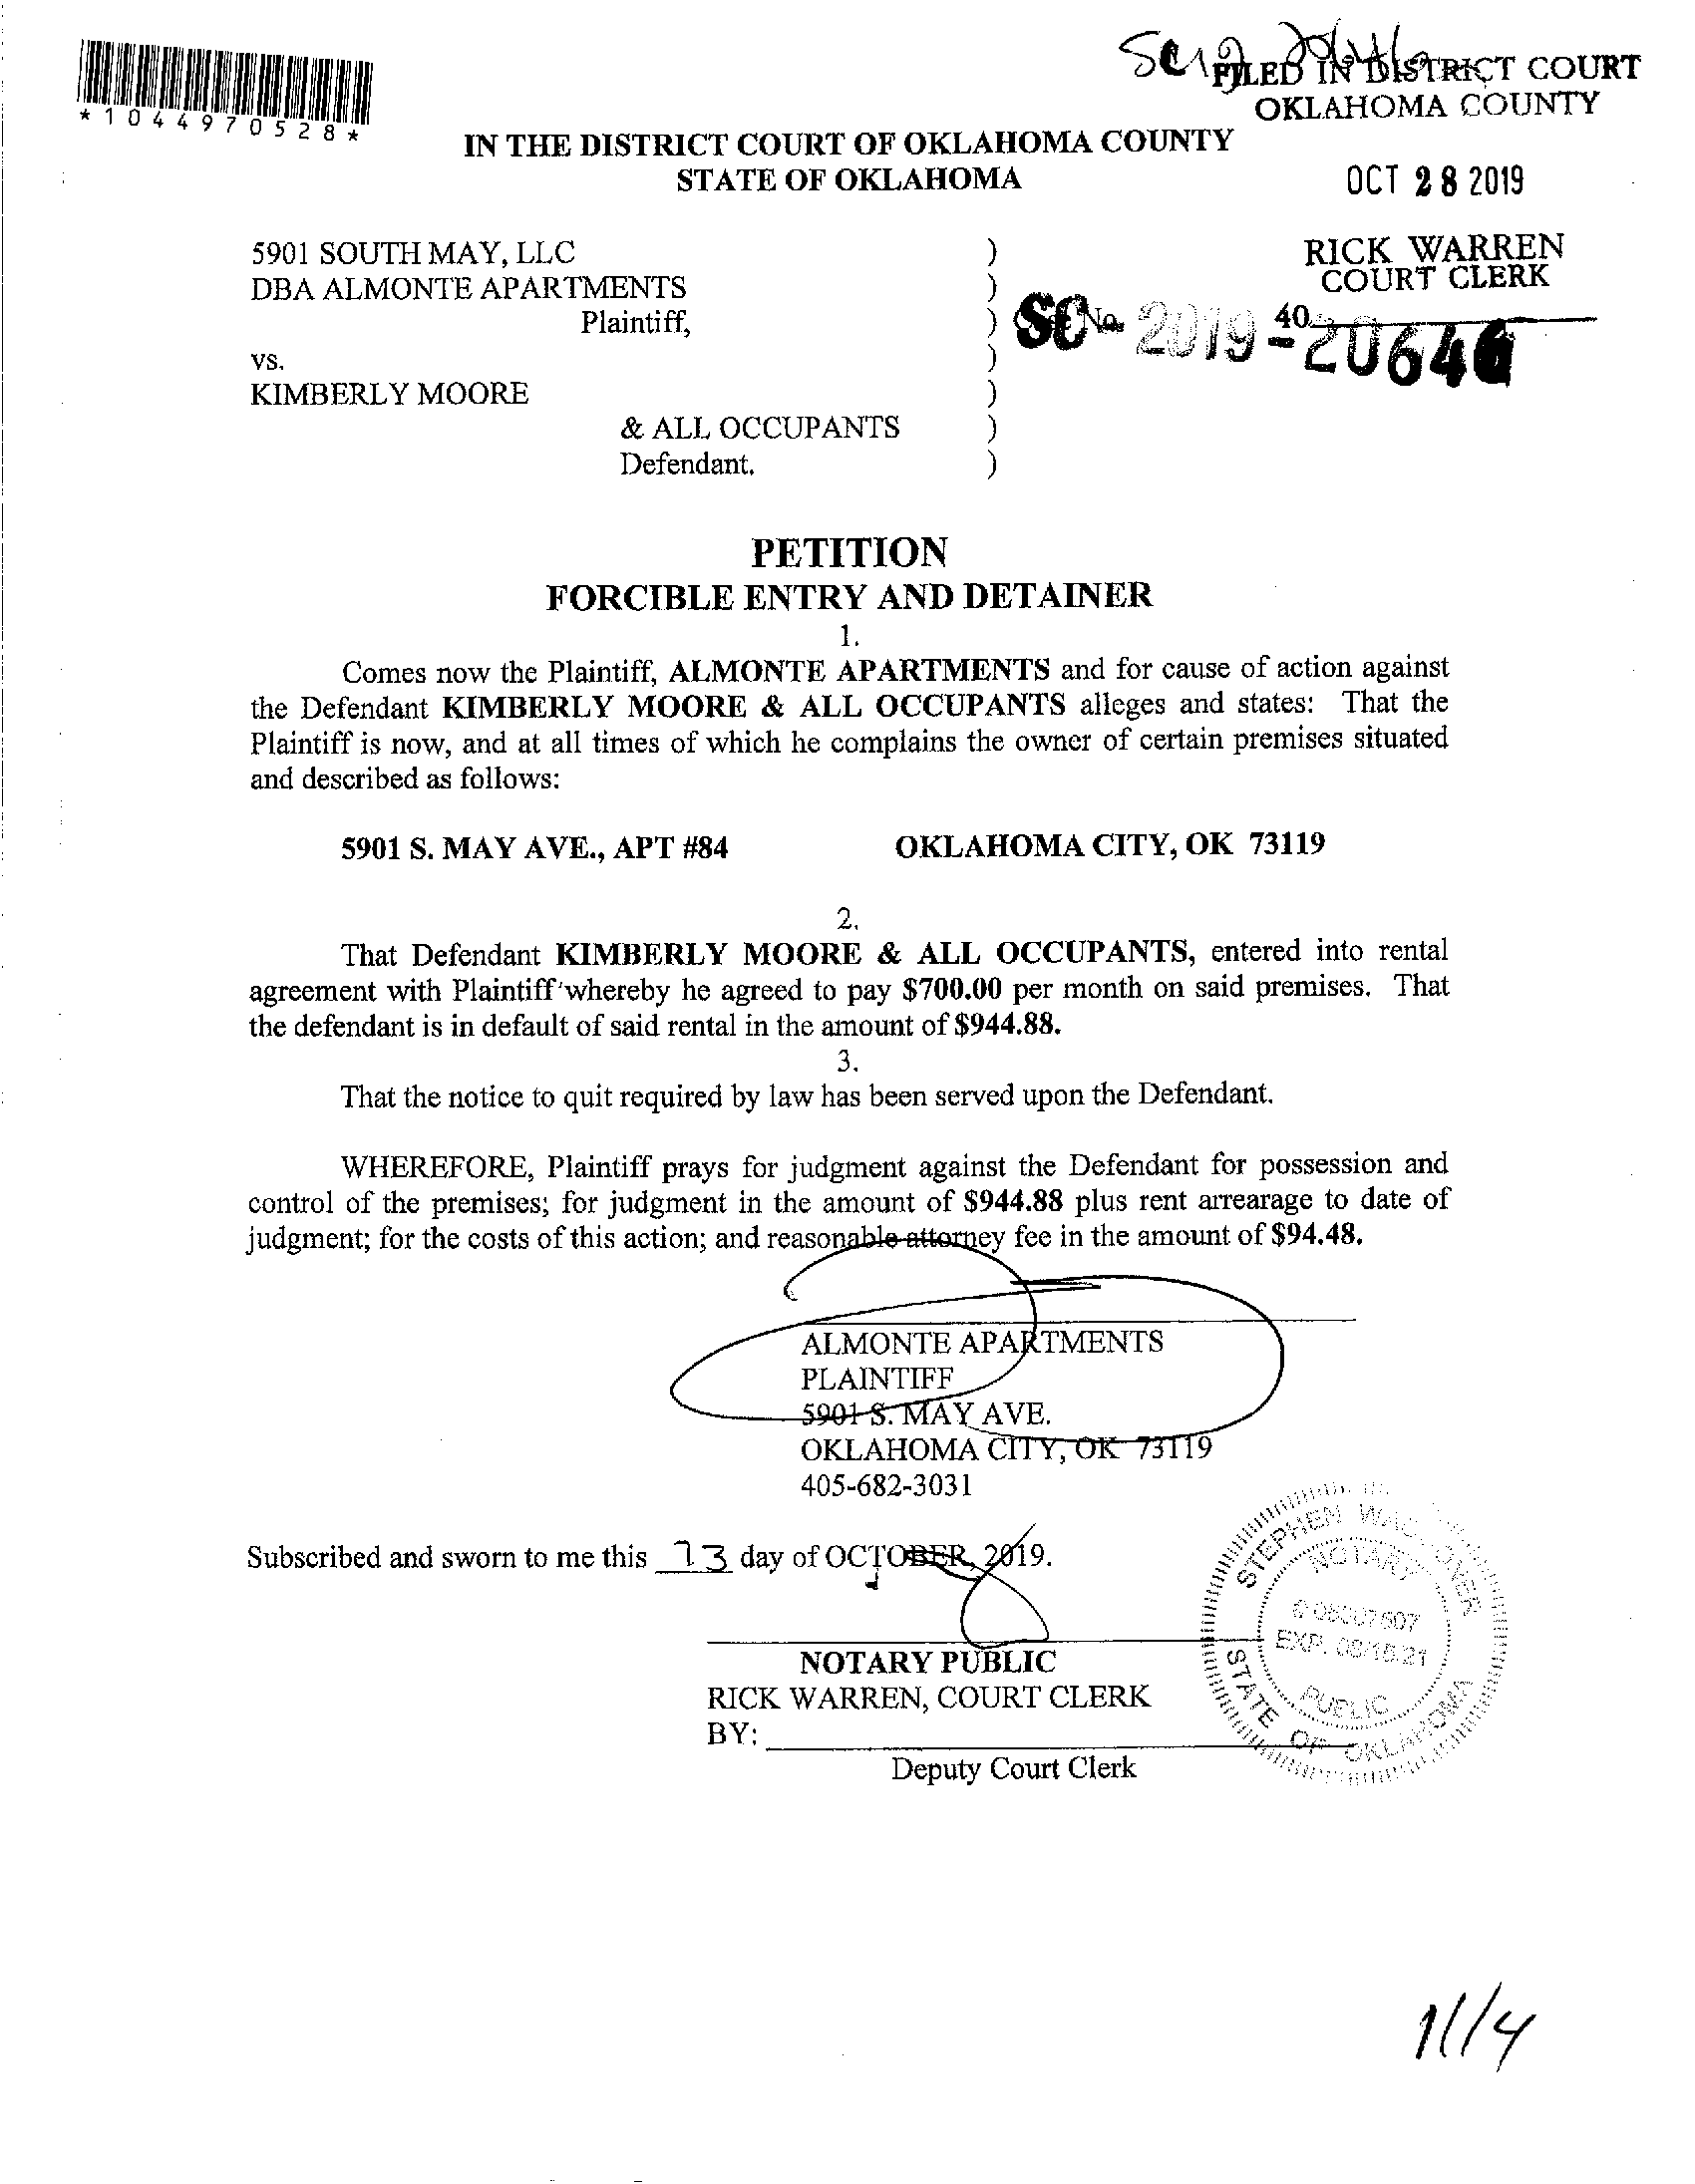 FILED IN DISTRICT COURT
OKLAHOMA COUNTY
*1044970528*
IN THE DISTRICT COURT OF OKLAHOMA COUNTY
STATE OF OKLAHOMA
OCT 28 2019
RICK WARREN
COURT CLERK
40
5901 SOUTH MAY, LLC )
DBA ALMONTE APARTMENTS )
Plaintiff, ) No. SC-2019-20646
vs. )
KIMBERLY MOORE )
& ALL OCCUPANTS )
Defendant. )
PETITION
FORCIBLE ENTRY AND DETAINER
1.
Comes now the Plaintiff, ALMONTE APARTMENTS and for cause of action against
the Defendant KIMBERLY MOORE & ALL OCCUPANTS alleges and states: That the
Plaintiff is now, and at all times of which he complains the owner of certain premises situated
and described as follows:
5901 S. MAY AVE., APT #84 OKLAHOMA CITY, OK 73119
2.
That Defendant KIMBERLY MOORE & ALL OCCUPANTS, entered into rental
agreement with Plaintiff whereby he agreed to pay $700.00 per month on said premises. That
the defendant is in default of said rental in the amount of $944.88.
3.
That the notice to quit required by law has been served upon the Defendant.
WHEREFORE, Plaintiff prays for judgment against the Defendant for possession and
control of the premises; for judgment in the amount of $944.88 plus rent arrearage to date of
judgment; for the costs of this action; and reasonable attorney fee in the amount of $94.48.
ALMONTE APARTMENTS
PLAINTIFF
5901 S. MAY AVE.
OKLAHOMA CITY, OK 73119
405-682-3031
Subscribed and sworn to me this day of OCTOBER, 2019.
NOTARY PUBLIC
RICK WARREN, COURT CLERK
BY:
Deputy Court Clerk
STEPHEN
NOTARY
EXP. 08/15/21
PUBLIC
STATE OF OKLAHOMA
11/4